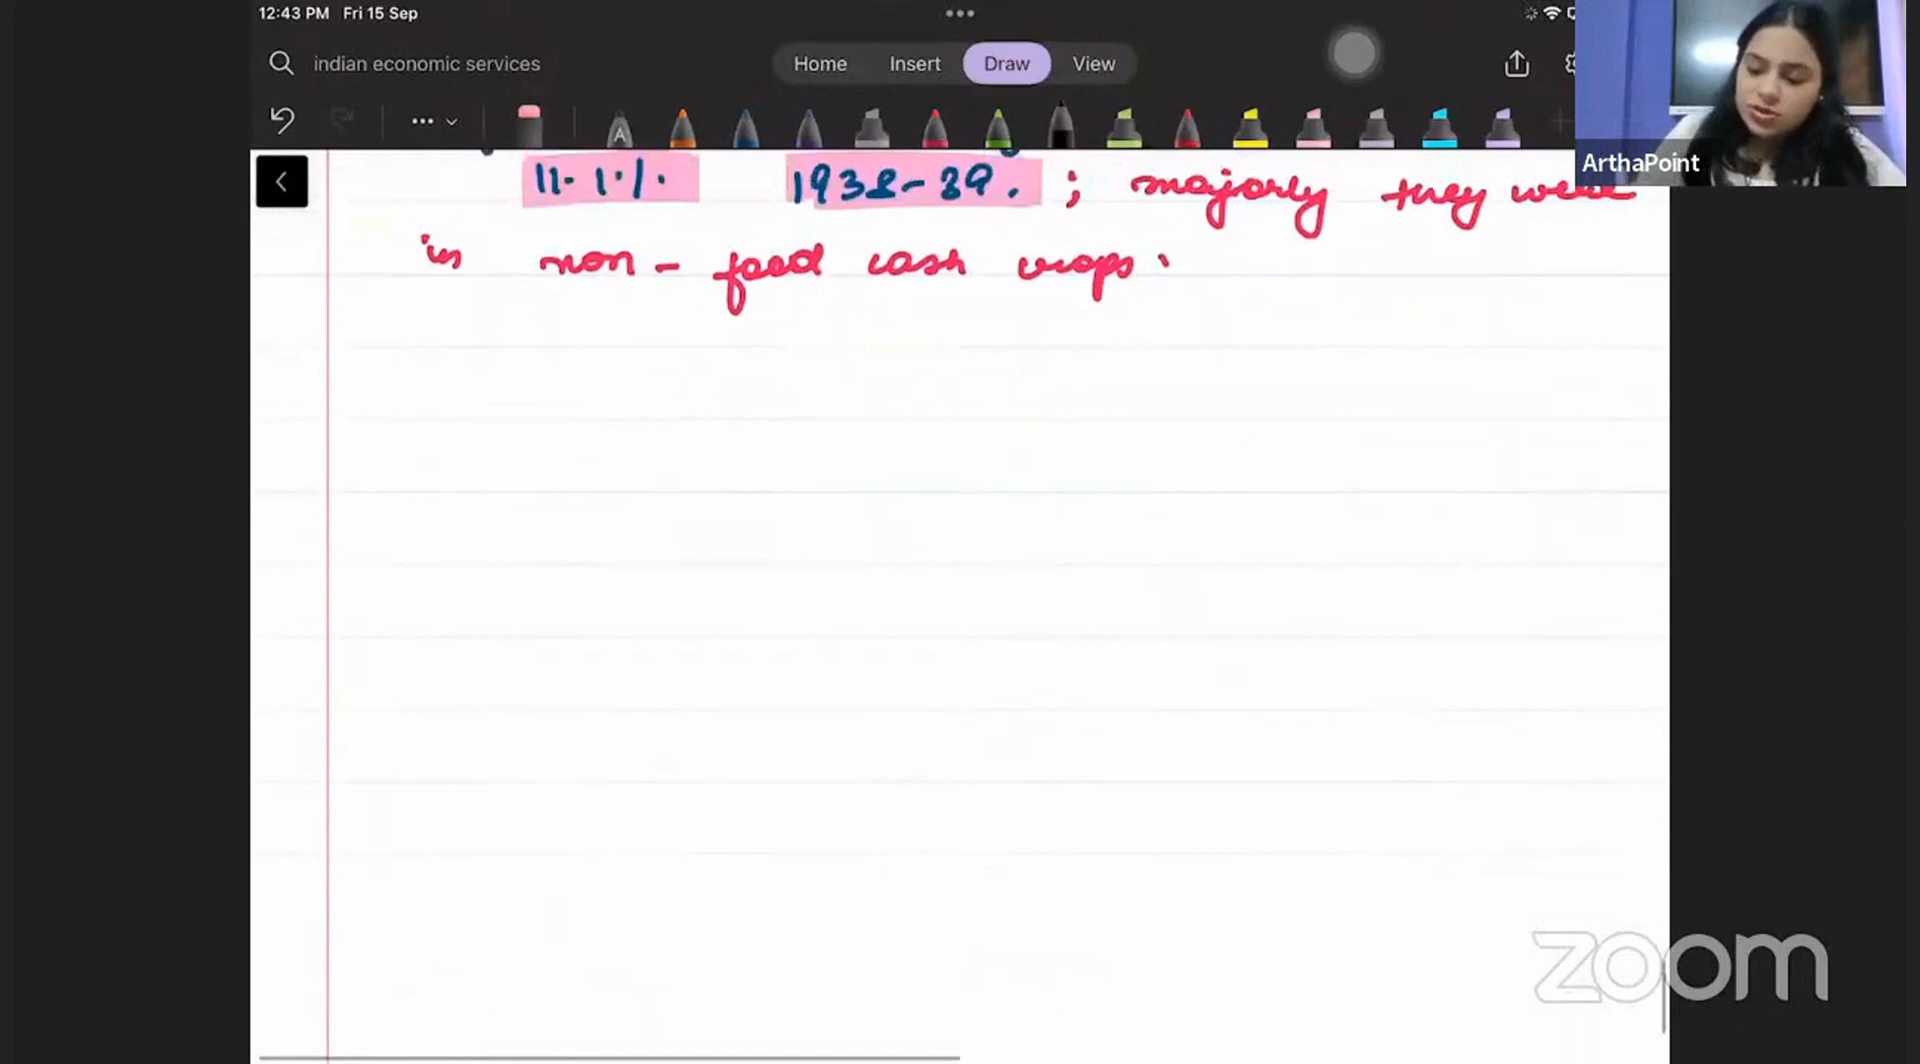 12:43 PM Fri 15 Sep
indian economic services
Home Insert Draw View
A
ArthaPoint
11.1%. 1938-39. ; majorly they were
in non-food cash crops.
zoom